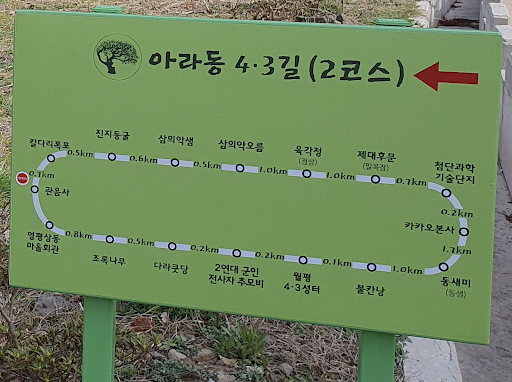 아라동 4·3길 (2코스)
칼다리폭포 0.5km 진지동굴 0.6km 삼의악샘 0.5km 삼의악오름 1.0km 육각정 (정상) 1.0km 제대후문 (밀목장) 0.7km 첨단과학 기술단지
0.2km
카카오본사
1.7km
0.7km
관음사
영평상동 마을회관 0.8km 조록나무 0.5km 다라쿳당 0.2km 2연대 군인 전사자 추모비 0.2km 월평 4·3성터 0.1km 불칸낭 1.0km 동새미 (동샘)